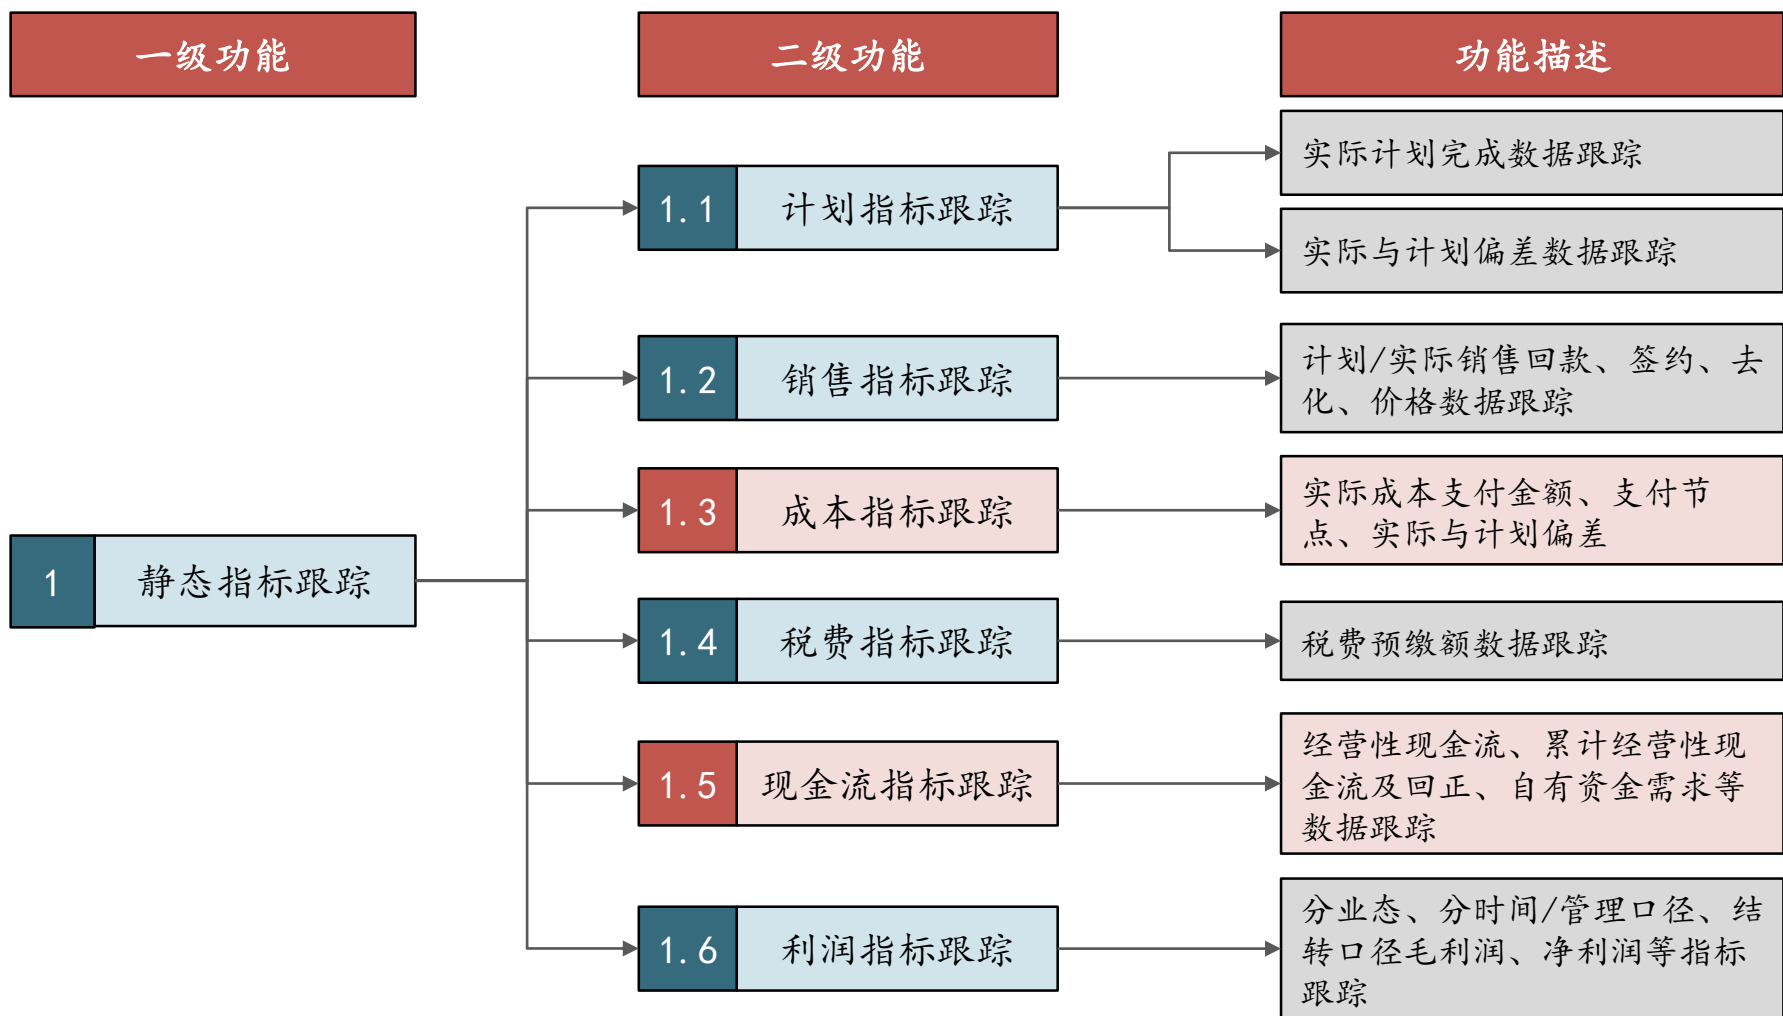 一级功能
二级功能
功能描述
1
静态指标跟踪
1.1
计划指标跟踪
实际计划完成数据跟踪
实际与计划偏差数据跟踪
1.2
销售指标跟踪
计划/实际销售回款、签约、去
化、价格数据跟踪
1.3
成本指标跟踪
实际成本支付金额、支付节
点、实际与计划偏差
1.4
税费指标跟踪
税费预缴额数据跟踪
1.5
现金流指标跟踪
经营性现金流、累计经营性现
金流及回正、自有资金需求等
数据跟踪
1.6
利润指标跟踪
分业态、分时间/管理口径、结
转口径毛利润、净利润等指标
跟踪